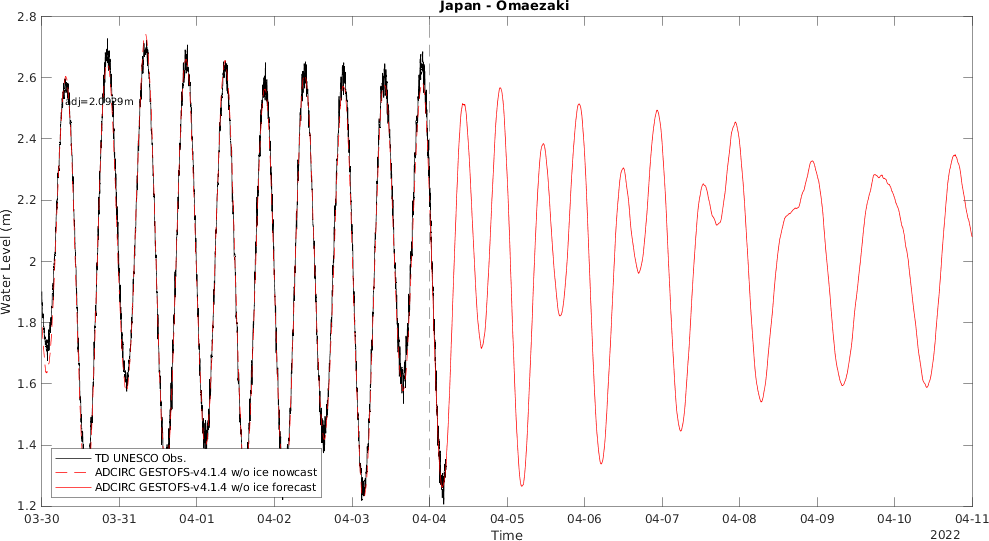 Japan - Omaezaki
2.8
2.6
adj=2.0929m
2.4
2.2
Water Level (m)
2
1.8
1.6
1.4
TD UNESCO Obs.
ADCIRC GESTOFS-v4.1.4 w/o ice nowcast
ADCIRC GESTOFS-v4.1.4 w/o ice forecast
1.2
03-30 03-31 04-01 04-02 04-03 04-04 04-05 04-06 04-07 04-08 04-09 04-10 04-11
Time
2022